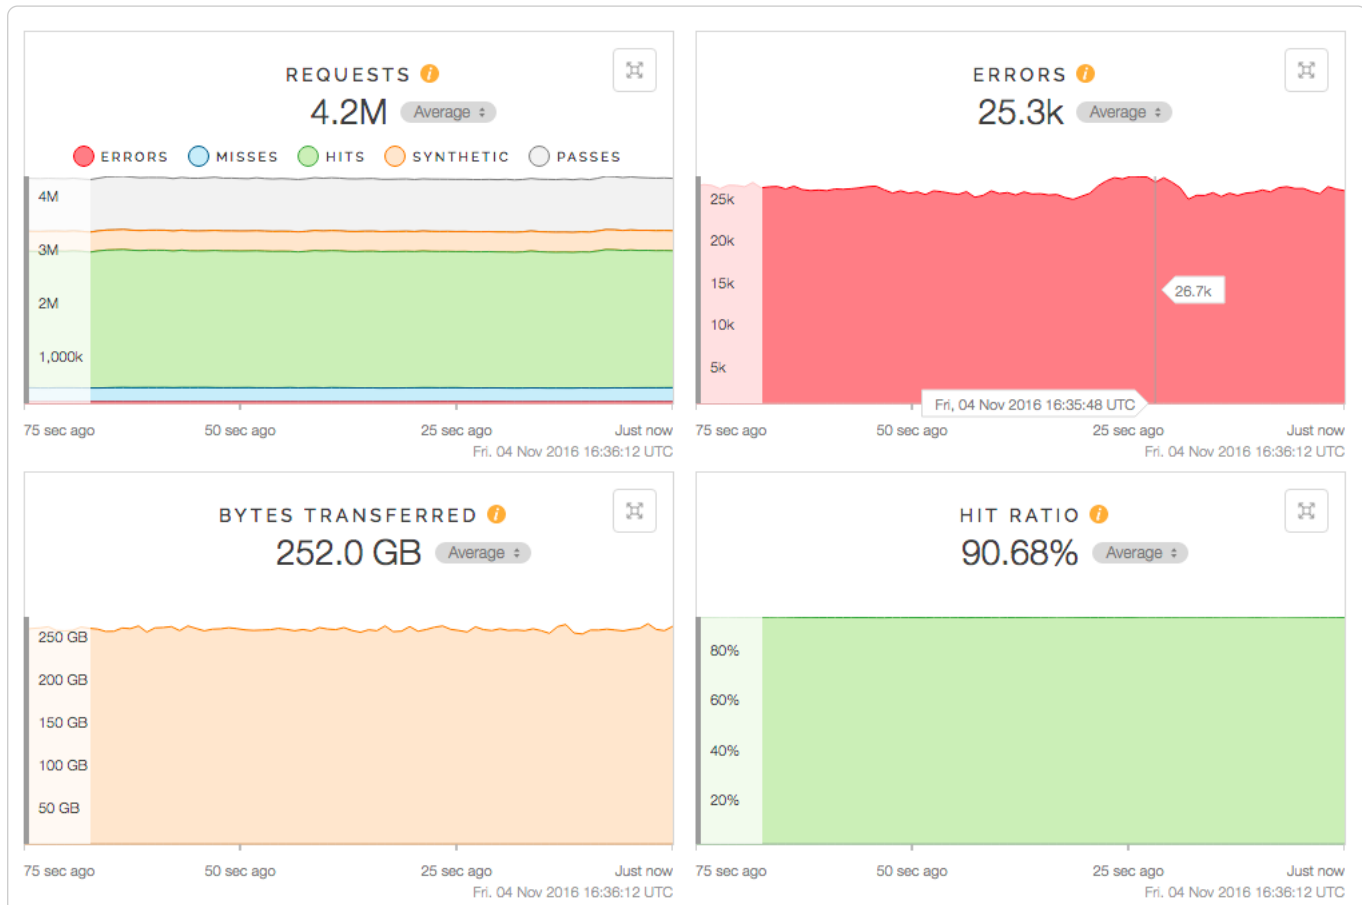 REQUESTS i
4.2M Average
ERRORS MISSES HITS SYNTHETIC PASSES
4M
3M
2M
1,000k
75 sec ago 50 sec ago 25 sec ago Just now
Fri. 04 Nov 2016 16:36:12 UTC
ERRORS i
25.3k Average
25k
20k
15k
10k
5k
26.7k
Fri, 04 Nov 2016 16:35:48 UTC
75 sec ago 50 sec ago 25 sec ago Just now
Fri. 04 Nov 2016 16:36:12 UTC
BYTES TRANSFERRED i
252.0 GB Average
250 GB
200 GB
150 GB
100 GB
50 GB
75 sec ago 50 sec ago 25 sec ago Just now
Fri. 04 Nov 2016 16:36:12 UTC
HIT RATIO i
90.68% Average
80%
60%
40%
20%
75 sec ago 50 sec ago 25 sec ago Just now
Fri. 04 Nov 2016 16:36:12 UTC